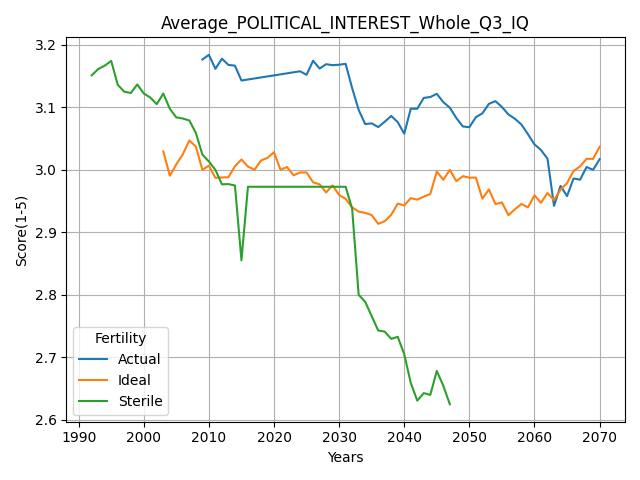 Average_POLITICAL_INTEREST_Whole_Q3_IQ
3.2
3.1
3.0
2.9
2.8
2.7
2.6
Score(1-5)
Fertility
Actual
Ideal
Sterile
1990 2000 2010 2020 2030 2040 2050 2060 2070
Years